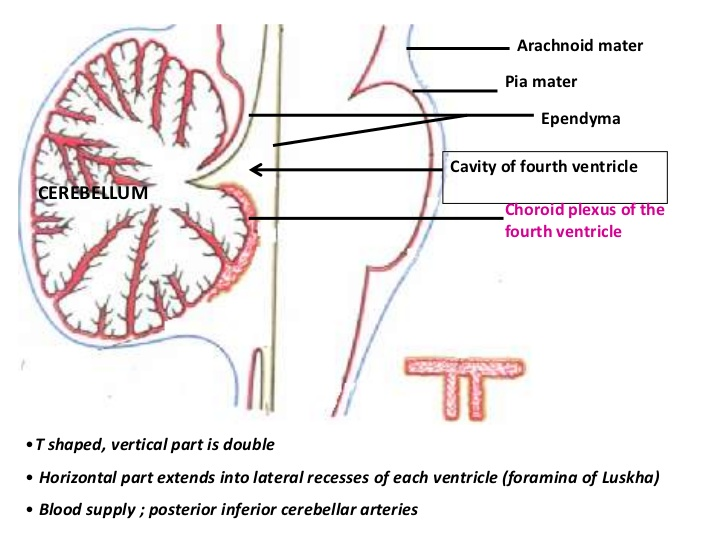 Arachnoid mater
Pia mater
Ependyma
Cavity of fourth ventricle
CEREBELLUM
Choroid plexus of the
fourth ventricle
•T shaped, vertical part is double
• Horizontal part extends into lateral recesses of each ventricle (foramina of Luskha)
• Blood supply ; posterior inferior cerebellar arteries